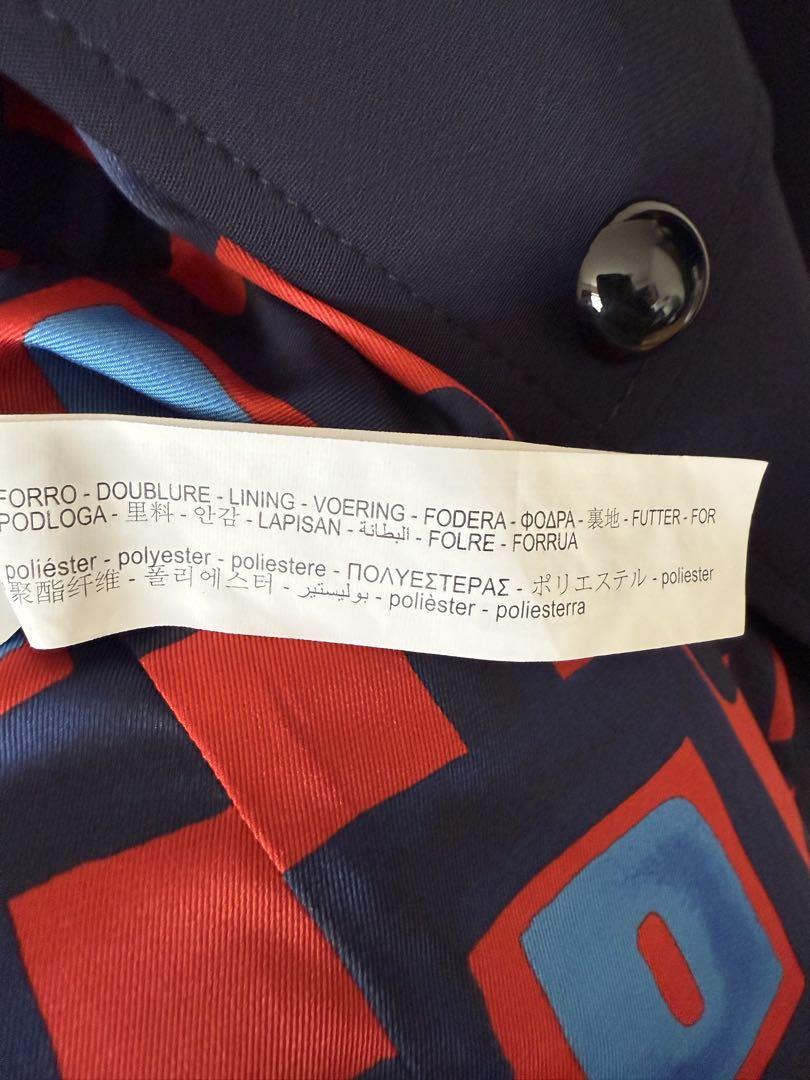 FORRO - DOUBLURE - LINING - VOERING - FODERA - ΦΟΔΡΑ - 裏地 - FUTTER - FOR
PODLOGA - 里料 - 안감 - LAPISAN - البطانة - FOLRE - FORRUA
poliéster - polyester - poliestere - ΠΟΛΥΕΣΤΕΡΑΣ - ポリエステル - poliester
聚酯纤维 - 폴리에스터 - بوليستير - polièster - poliesterra